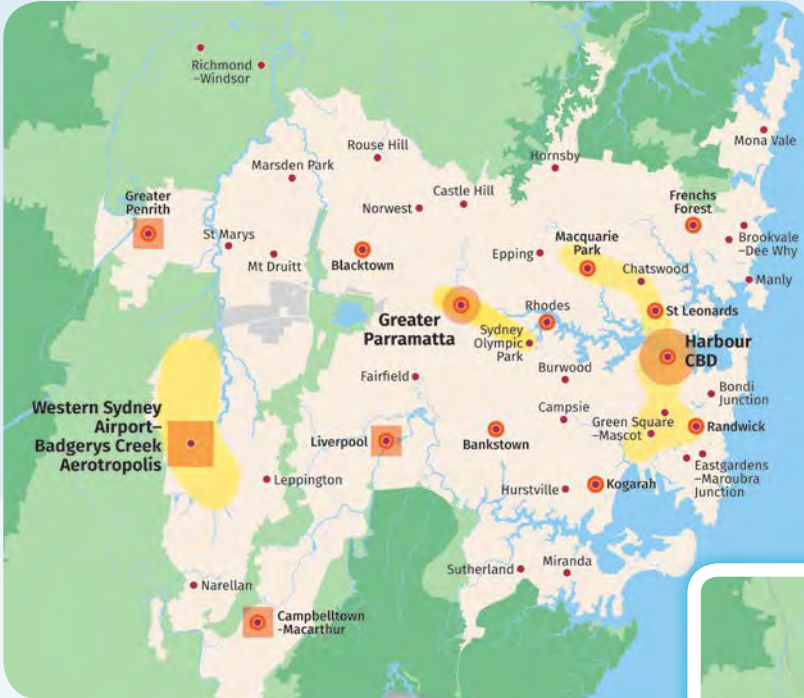 Richmond
–Windsor
Mona Vale
Rouse Hill
Hornsby
Marsden Park
Castle Hill
Greater
Penrith
Norwest
Frenchs
Forest
St Marys
Mt Druitt
Blacktown
Epping
Macquarie
Park
Brookvale
–Dee Why
Chatswood
Manly
Greater
Parramatta
Rhodes
St Leonards
Sydney
Olympic
Park
Harbour
CBD
Fairfield
Burwood
Bondi
Junction
Western Sydney
Airport–
Badgerys Creek
Aerotropolis
Campsie
Green Square
–Mascot
Liverpool
Bankstown
Randwick
Eastgardens
–Maroubra
Junction
Leppington
Hurstville
Kogarah
Sutherland
Miranda
Narellan
Campbelltown
-Macarthur